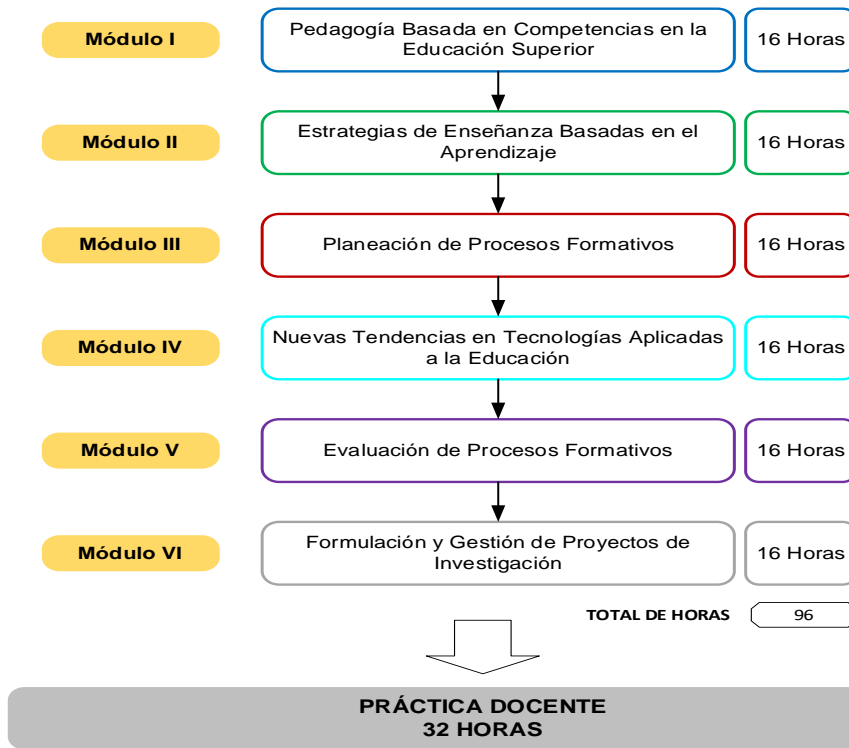 Módulo I
Pedagogía Basada en Competencias en la
Educación Superior
16 Horas
Módulo II
Estrategias de Enseñanza Basadas en el
Aprendizaje
16 Horas
Módulo III
Planeación de Procesos Formativos
16 Horas
Módulo IV
Nuevas Tendencias en Tecnologías Aplicadas
a la Educación
16 Horas
Módulo V
Evaluación de Procesos Formativos
16 Horas
Módulo VI
Formulación y Gestión de Proyectos de
Investigación
16 Horas
TOTAL DE HORAS 96
PRÁCTICA DOCENTE
32 HORAS